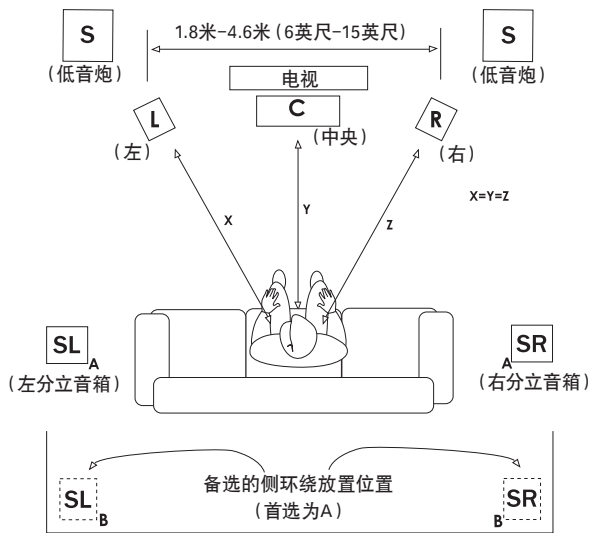 S
1.8米-4.6米（6英尺-15英尺）
S
（低音炮）
电视
（低音炮）
L
C
R
（左）
（中央）
（右）
X=Y=Z
X
Y
Z
SL
A
A
SR
（左分立音箱）
（右分立音箱）
备选的侧环绕放置位置
（首选为A）
SL
B
B
SR